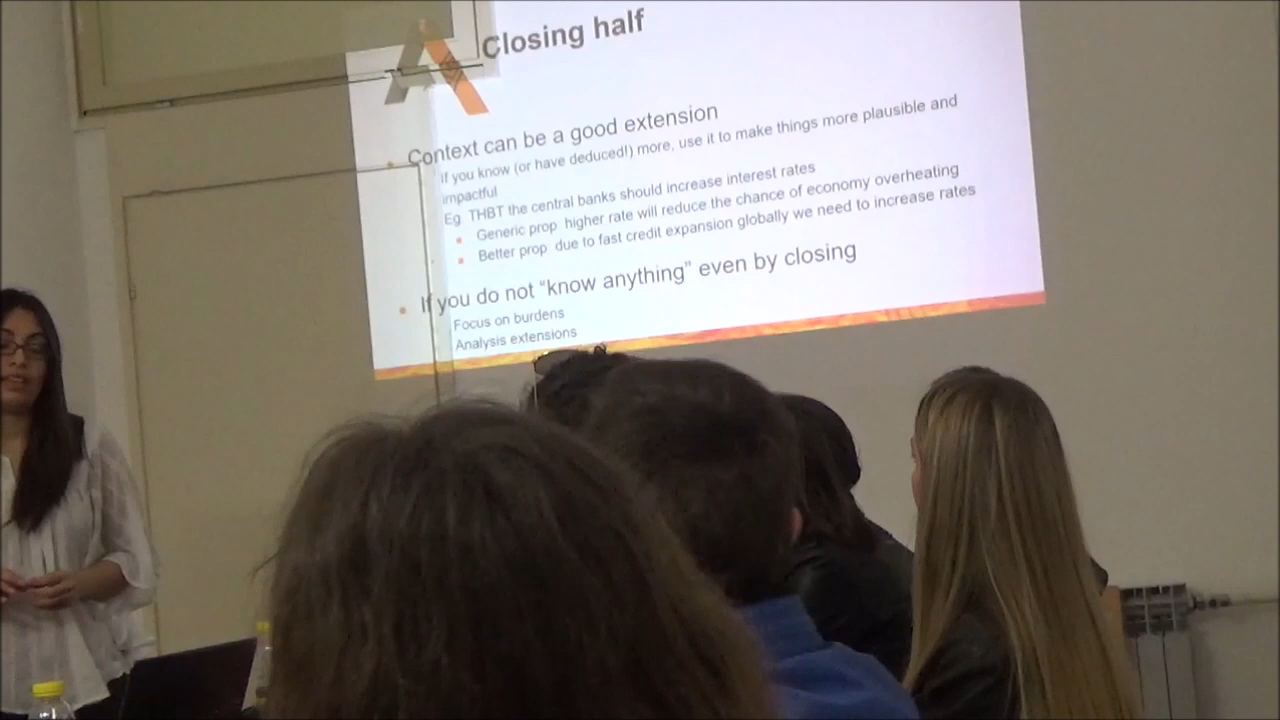 Closing half
Context can be a good extension
If you know (or have deduced!) more, use it to make things more plausible and
impactful
Eg THBT the central banks should increase interest rates
Generic prop higher rate will reduce the chance of economy overheating
Better prop due to fast credit expansion globally we need to increase rates
If you do not “know anything” even by closing
Focus on burdens
Analysis extensions